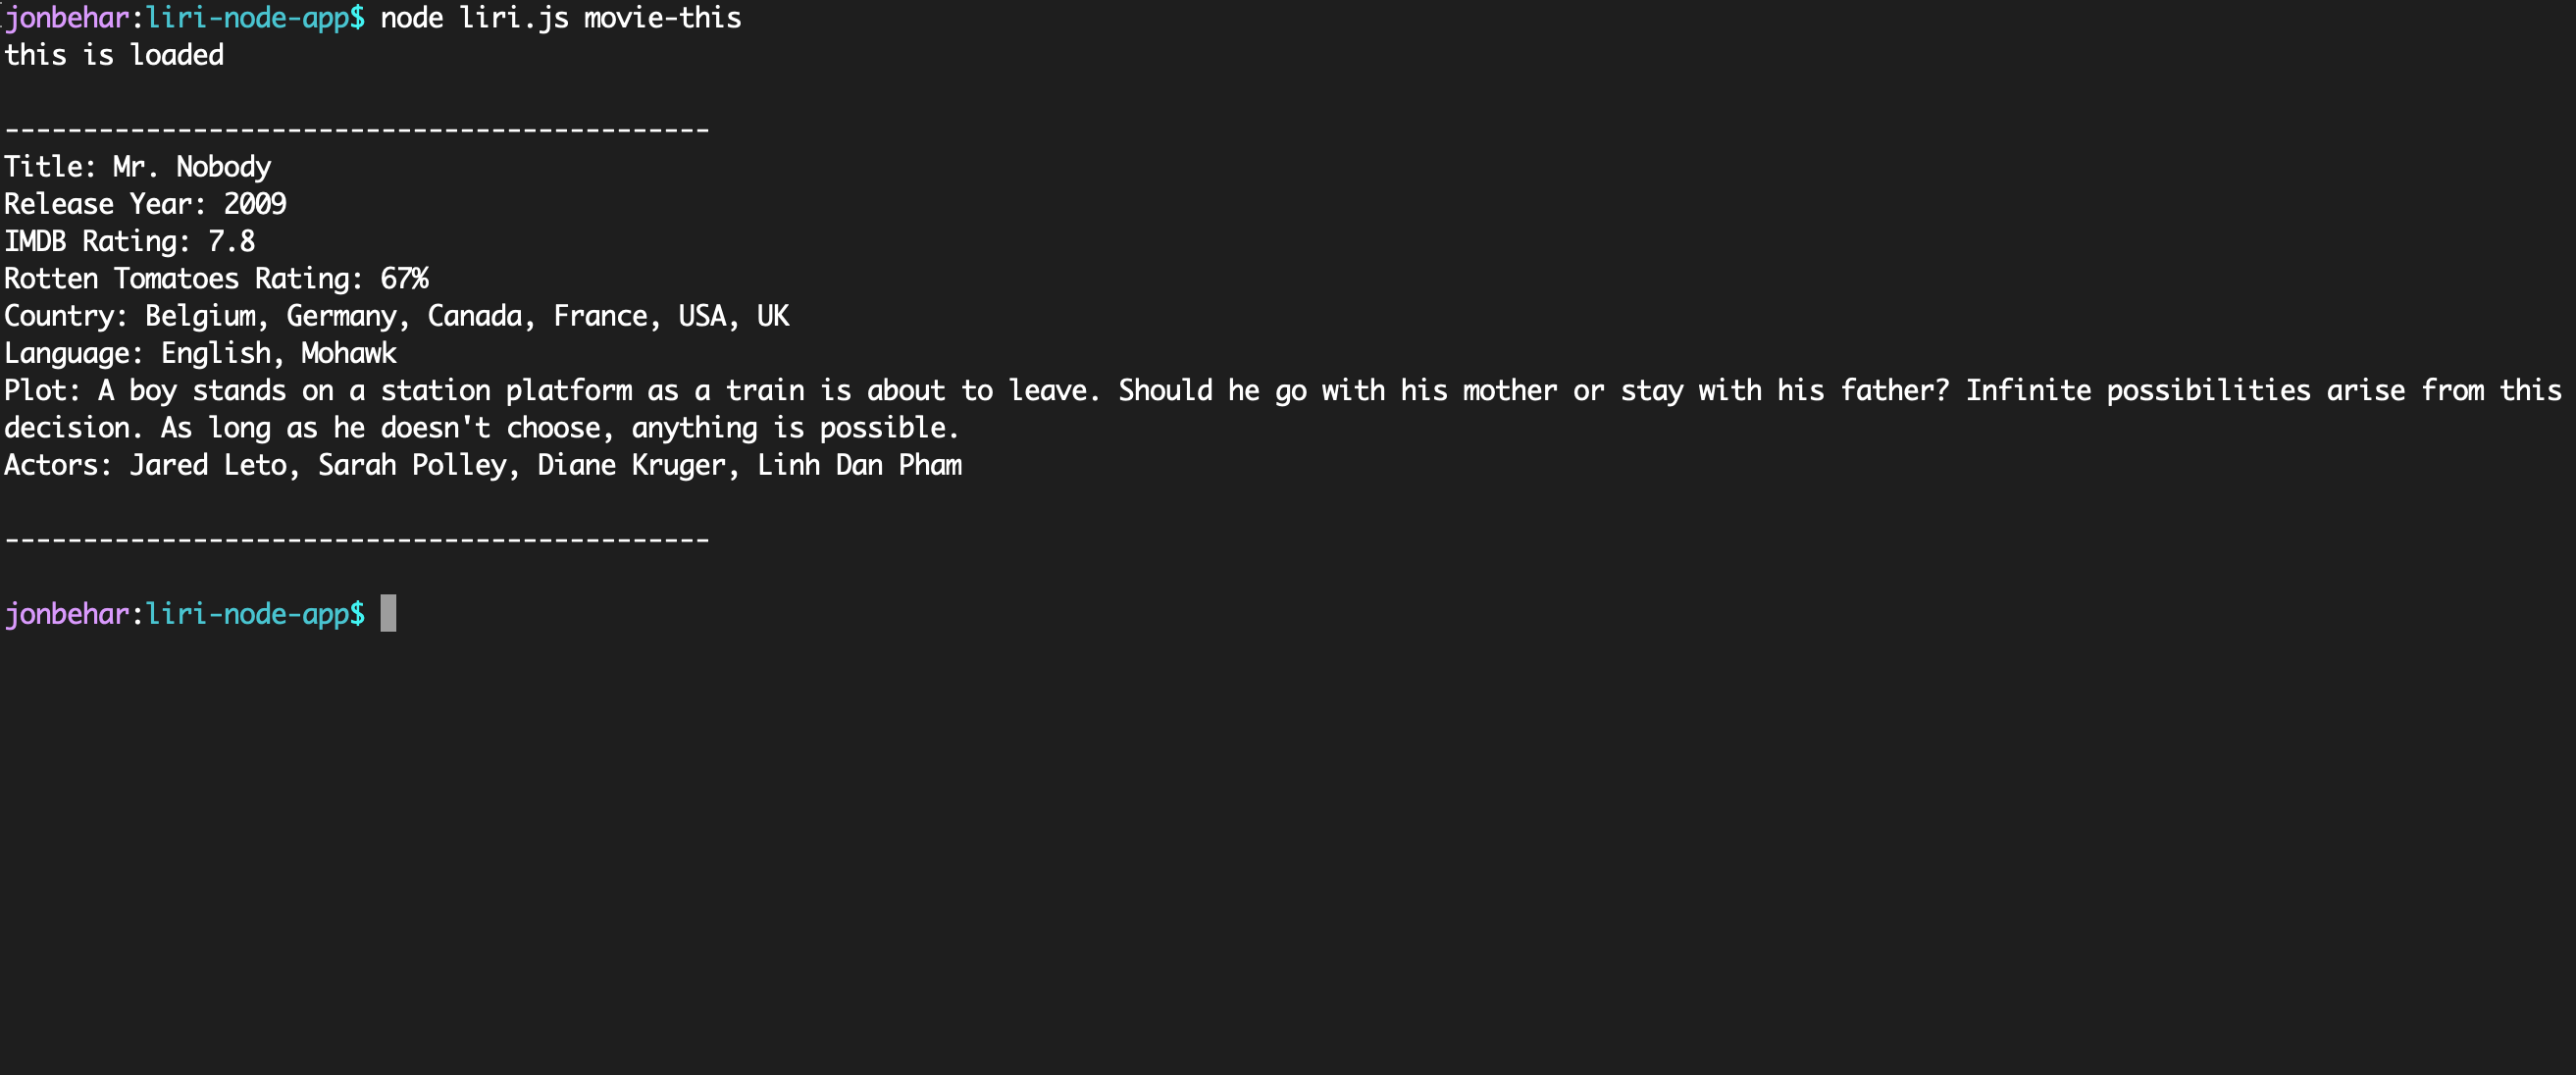 jonbehar:liri-node-app$ node liri.js movie-this
this is loaded
---------------------------------------------
Title: Mr. Nobody
Release Year: 2009
IMDB Rating: 7.8
Rotten Tomatoes Rating: 67%
Country: Belgium, Germany, Canada, France, USA, UK
Language: English, Mohawk
Plot: A boy stands on a station platform as a train is about to leave. Should he go with his mother or stay with his father? Infinite possibilities arise from this
decision. As long as he doesn't choose, anything is possible.
Actors: Jared Leto, Sarah Polley, Diane Kruger, Linh Dan Pham
---------------------------------------------
jonbehar:liri-node-app$